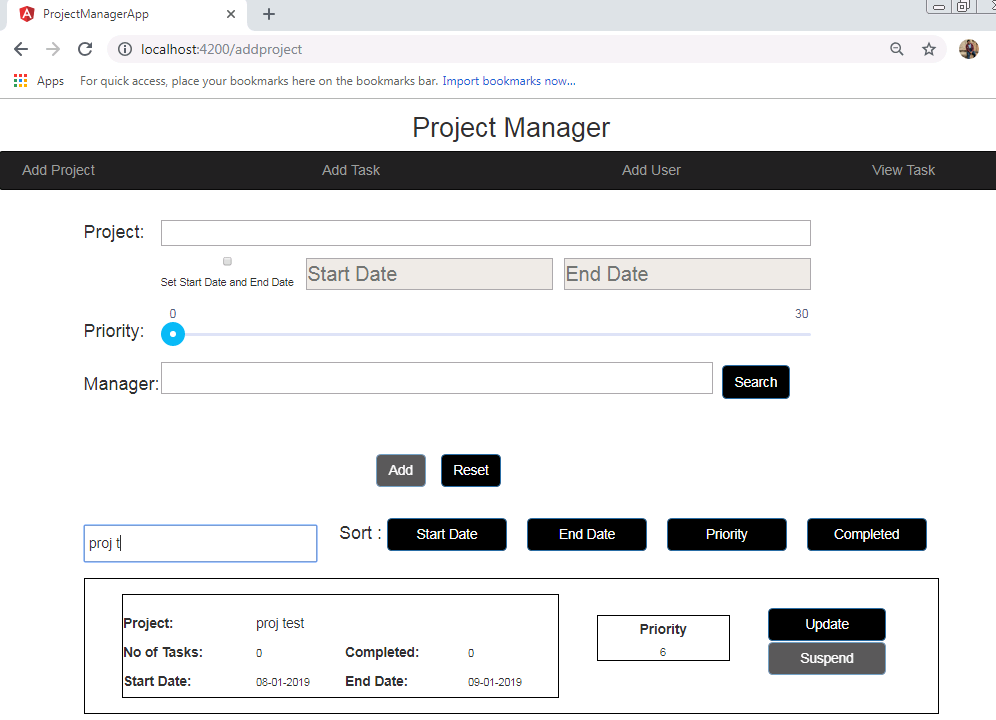 ProjectManagerApp
localhost:4200/addproject
Apps For quick access, place your bookmarks here on the bookmarks bar. Import bookmarks now...
Project Manager
Add Project Add Task Add User View Task
Project:
Set Start Date and End Date Start Date End Date
0 30
Priority:
Manager: Search
Add Reset
proj t Sort : Start Date End Date Priority Completed
Project: proj test
No of Tasks: 0 Completed: 0
Start Date: 08-01-2019 End Date: 09-01-2019
Priority
6
Update
Suspend